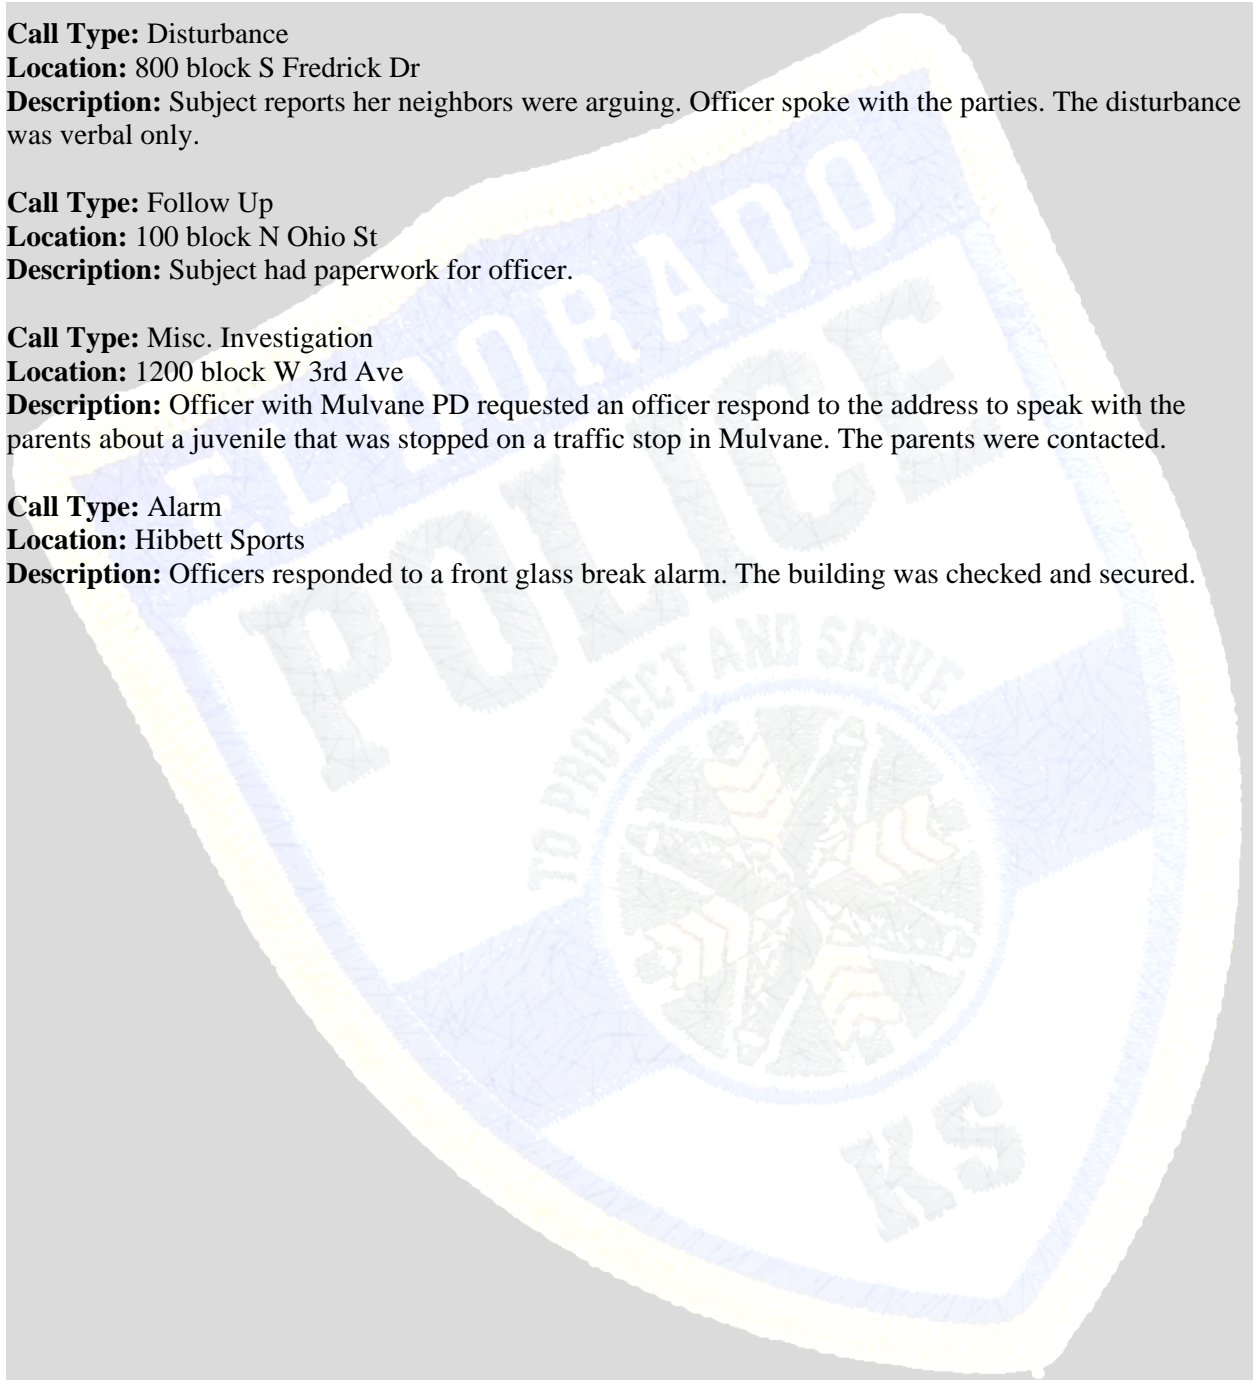 Call Type: Disturbance
Location: 800 block S Fredrick Dr
Description: Subject reports her neighbors were arguing. Officer spoke with the parties. The disturbance
was verbal only.
Call Type: Follow Up
Location: 100 block N Ohio St
Description: Subject had paperwork for officer.
Call Type: Misc. Investigation
Location: 1200 block W 3rd Ave
Description: Officer with Mulvane PD requested an officer respond to the address to speak with the
parents about a juvenile that was stopped on a traffic stop in Mulvane. The parents were contacted.
Call Type: Alarm
Location: Hibbett Sports
Description: Officers responded to a front glass break alarm. The building was checked and secured.
EL DORADO
POLICE
TO PROTECT AND SERVE
KS